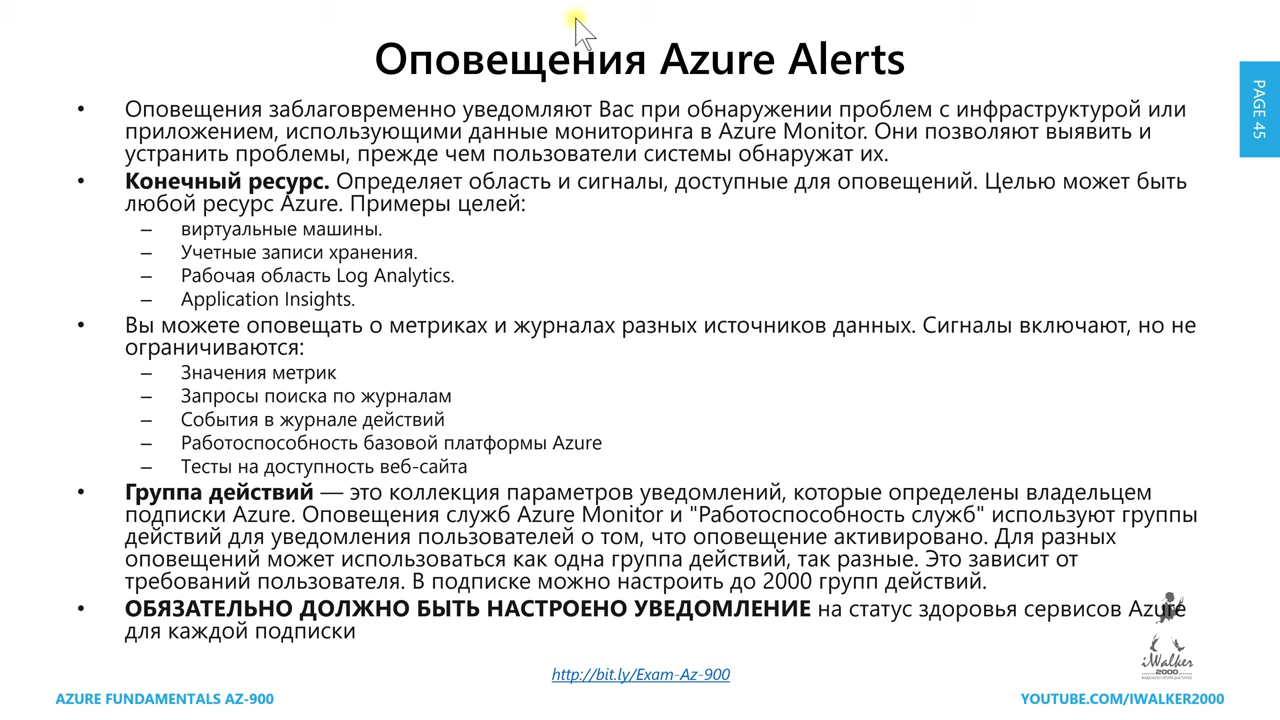 Оповещения Azure Alerts
PAGE 45
• Оповещения заблаговременно уведомляют Вас при обнаружении проблем с инфраструктурой или
приложением, использующими данные мониторинга в Azure Monitor. Они позволяют выявить и
устранить проблемы, прежде чем пользователи системы обнаружат их.
• Конечный ресурс. Определяет область и сигналы, доступные для оповещений. Целью может быть
любой ресурс Azure. Примеры целей:
– виртуальные машины.
– Учетные записи хранения.
– Рабочая область Log Analytics.
– Application Insights.
• Вы можете оповещать о метриках и журналах разных источников данных. Сигналы включают, но не
ограничиваются:
– Значения метрик
– Запросы поиска по журналам
– События в журнале действий
– Работоспособность базовой платформы Azure
– Тесты на доступность веб-сайта
• Группа действий — это коллекция параметров уведомлений, которые определены владельцем
подписки Azure. Оповещения служб Azure Monitor и "Работоспособность служб" используют группы
действий для уведомления пользователей о том, что оповещение активировано. Для разных
оповещений может использоваться как одна группа действий, так разные. Это зависит от
требований пользователя. В подписке можно настроить до 2000 групп действий.
• ОБЯЗАТЕЛЬНО ДОЛЖНО БЫТЬ НАСТРОЕНО УВЕДОМЛЕНИЕ на статус здоровья сервисов Azure
для каждой подписки
iWalker
2000
http://bit.ly/Exam-Az-900
AZURE FUNDAMENTALS AZ-900
YOUTUBE.COM/IWALKER2000